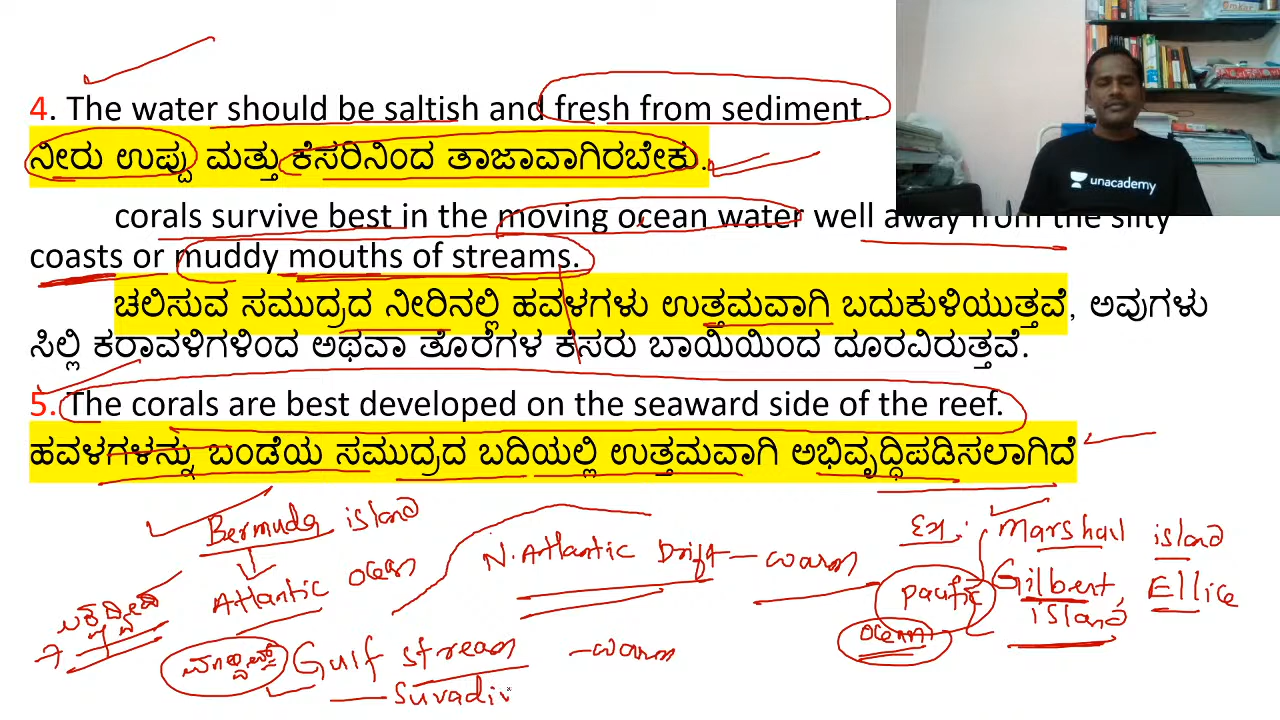 4. The water should be saltish and fresh from sediment.
ನೀರು ಉಪ್ಪು ಮತ್ತು ಕೆಸರಿನಿಂದ ತಾಜಾವಾಗಿರಬೇಕು.
corals survive best in the moving ocean water well away from the silty
coasts or muddy mouths of streams.
ಚಲಿಸುವ ಸಮುದ್ರದ ನೀರಿನಲ್ಲಿ ಹವಳಗಳು ಉತ್ತಮವಾಗಿ ಬದುಕುಳಿಯುತ್ತವೆ, ಅವುಗಳು
ಸಿಲ್ಲಿ ಕರಾವಳಿಗಳಿಂದ ಅಥವಾ ತೊರೆಗಳ ಕೆಸರು ಬಾಯಿಯಿಂದ ದೂರವಿರುತ್ತವೆ.
5. The corals are best developed on the seaward side of the reef.
ಹವಳಗಳನ್ನು ಬಂಡೆಯ ಸಮುದ್ರದ ಬದಿಯಲ್ಲಿ ಉತ್ತಮವಾಗಿ ಅಭಿವೃದ್ಧಿಪಡಿಸಲಾಗಿದೆ
Bermuda island
Atlantic ocean
N.Atlantic Drift - warm
Gulf stream - warm
Suvadiv
Ex: Marshall island
Gilbert, Ellice
island
pacific
ocean
unacademy